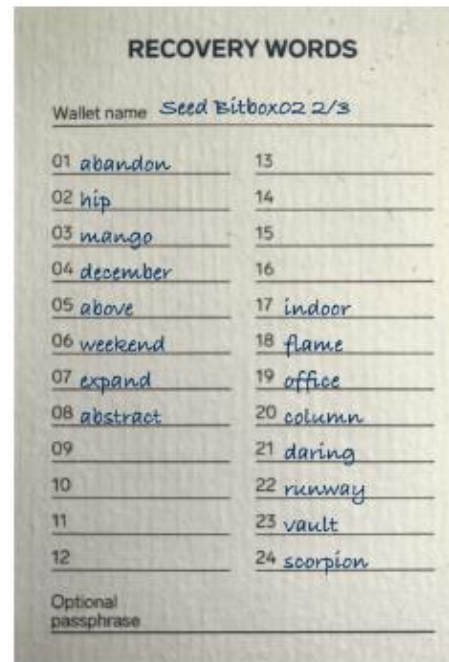 RECOVERY WORDS
Wallet name Seed Bitbox02 2/3
01 abandon
02 hip
03 mango
04 december
05 above
06 weekend
07 expand
08 abstract
09
10
11
12
13
14
15
16
17 indoor
18 flame
19 office
20 column
21 daring
22 runway
23 vault
24 scorpion
Optional
passphrase